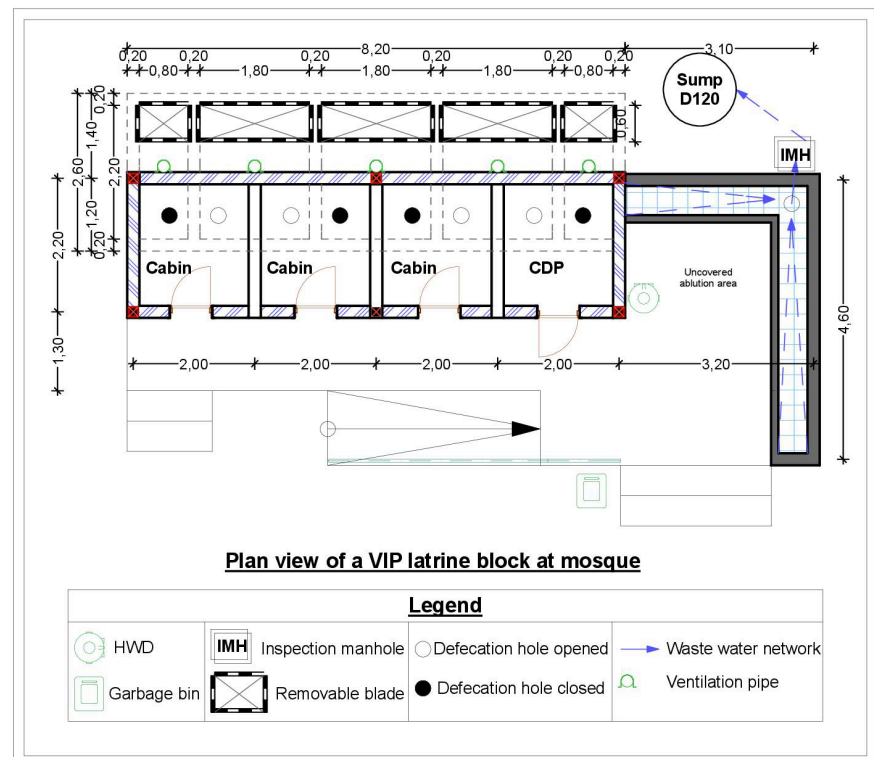 0,20 0,20 0,20 8,20 0,20 0,20 3,10
0,80 1,80 1,80 1,80 0,80
Sump
D120
0,20
1,40
2,60
2,20
1,20
0,20
0,60
IMH
2,20
1,30
Cabin Cabin Cabin CDP
Uncovered
ablution area
4,60
2,00 2,00 2,00 2,00 3,20
Plan view of a VIP latrine block at mosque
Legend
HWD
IMH Inspection manhole
Defecation hole opened
Waste water network
Garbage bin
Removable blade
Defecation hole closed
Ventilation pipe